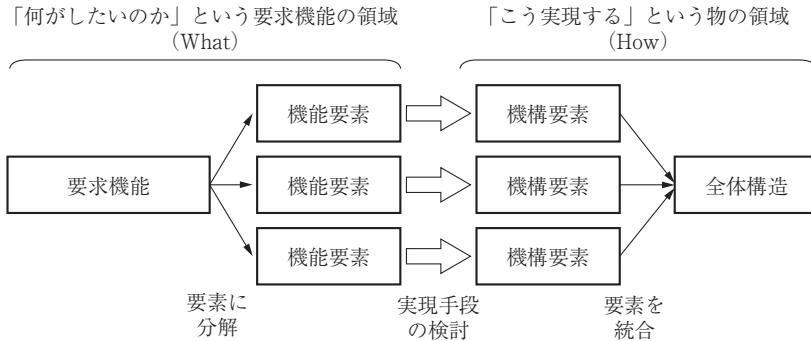 「何がしたいのか」という要求機能の領域
（What）
「こう実現する」という物の領域
（How）
機能要素
機構要素
要求機能
機能要素
機構要素
全体構造
機能要素
機構要素
要素に
分解
実現手段
の検討
要素を
統合